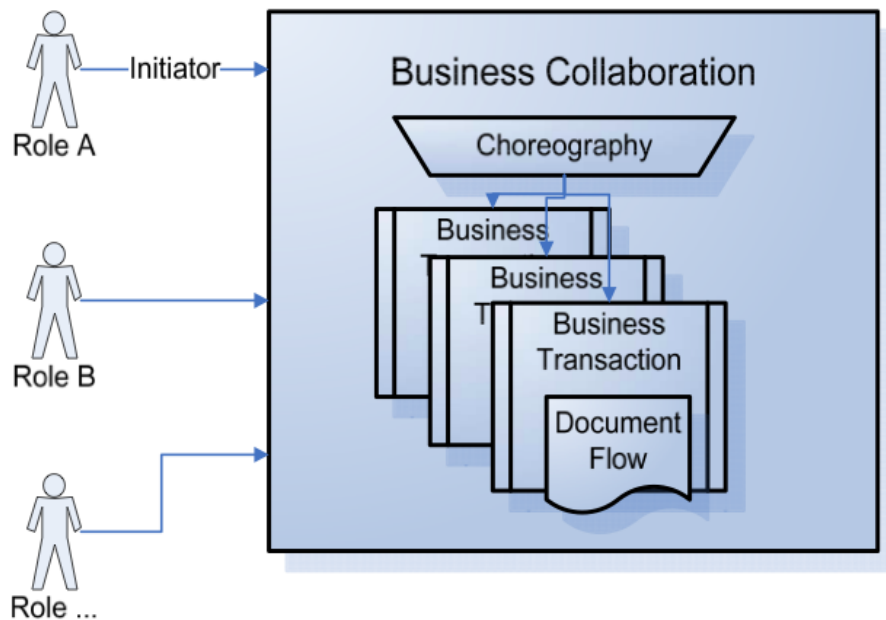 Initiator
Role A
Business Collaboration
Choreography
Business
T
Business
T
Business
Transaction
Document
Flow
Role B
Role ...